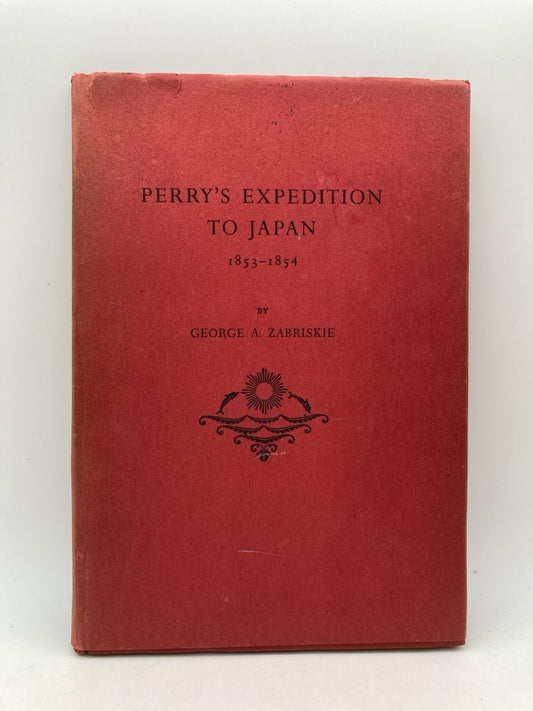 PERRY'S EXPEDITION
TO JAPAN
1853–1854
BY
GEORGE A. ZABRISKIE